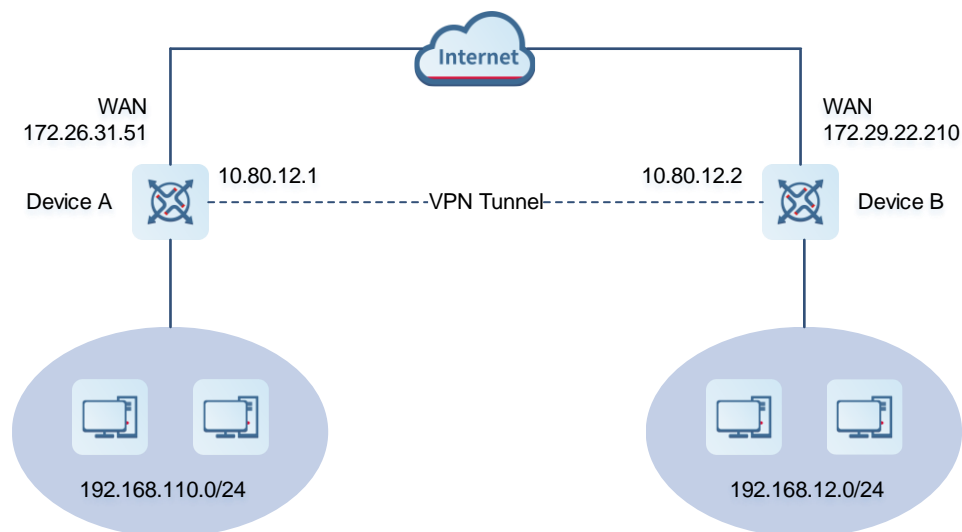 Internet
WAN
172.26.31.51
WAN
172.29.22.210
10.80.12.1
10.80.12.2
Device A
VPN Tunnel
Device B
192.168.110.0/24
192.168.12.0/24